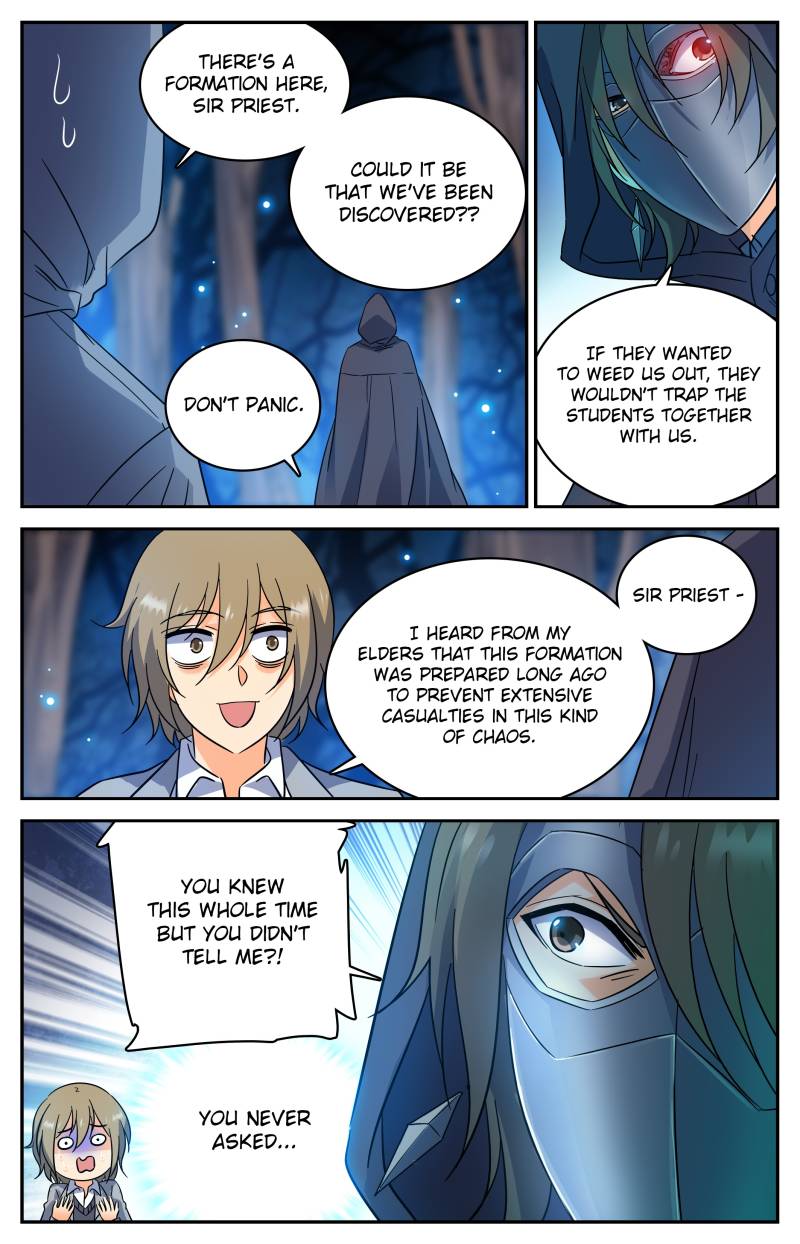 THERE'S A
FORMATION HERE,
SIR PRIEST.
COULD IT BE
THAT WE'VE BEEN
DISCOVERED??
DON'T PANIC.
IF THEY WANTED
TO WEED US OUT, THEY
WOULDN'T TRAP THE
STUDENTS TOGETHER
WITH US.
SIR PRIEST -
I HEARD FROM MY
ELDERS THAT THIS FORMATION
WAS PREPARED LONG AGO
TO PREVENT EXTENSIVE
CASUALTIES IN THIS KIND
OF CHAOS.
YOU KNEW
THIS WHOLE TIME
BUT YOU DIDN'T
TELL ME?!
YOU NEVER
ASKED...